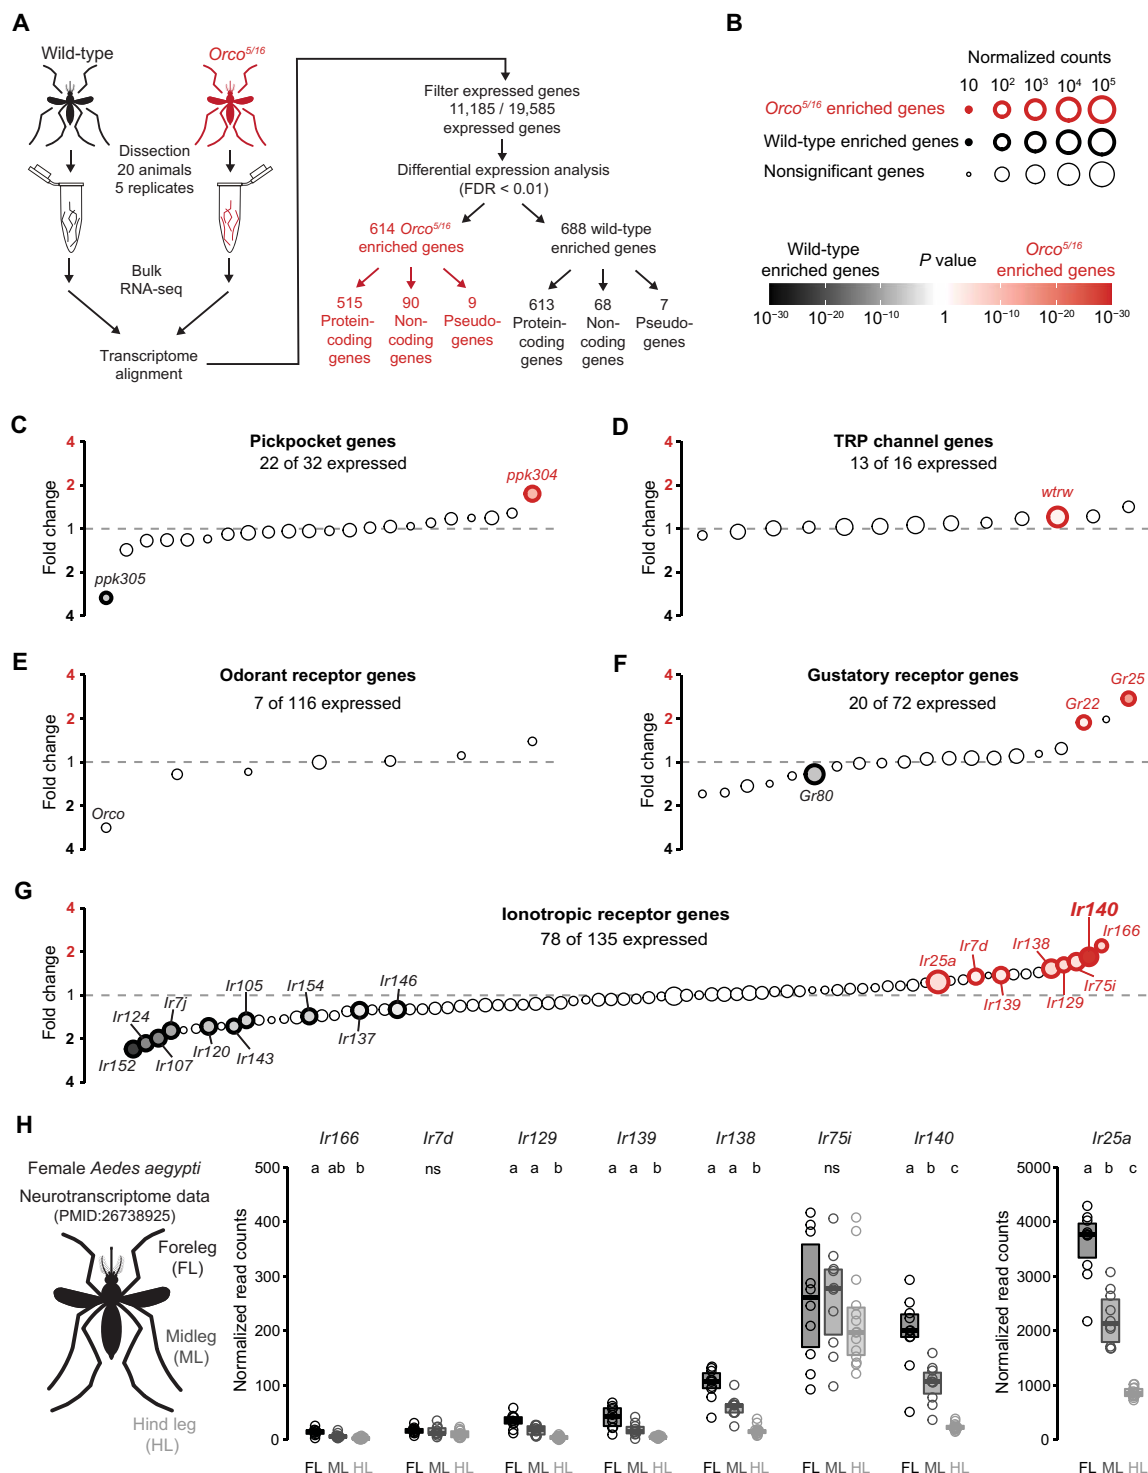 A
Wild-type
Orco5/16
Dissection
20 animals
5 replicates
Bulk
RNA-seq
Transcriptome
alignment
Filter expressed genes
11,185 / 19,585
expressed genes
Differential expression analysis
(FDR < 0.01)
614 Orco5/16
enriched genes
688 wild-type
enriched genes
515
Protein-
coding
genes
90
Non-
coding
genes
9
Pseudo-
genes
613
Protein-
coding
genes
68
Non-
coding
genes
7
Pseudo-
genes
B
Normalized counts
10 10² 10³ 10⁴ 10⁵
Orco5/16 enriched genes
Wild-type enriched genes
Nonsignificant genes
Wild-type
enriched genes
P value
Orco5/16
enriched genes
10⁻³⁰ 10⁻²⁰ 10⁻¹⁰ 1 10⁻¹⁰ 10⁻²⁰ 10⁻³⁰
C
Pickpocket genes
22 of 32 expressed
Fold change
4
2
1
2
4
ppk304
ppk305
D
TRP channel genes
13 of 16 expressed
Fold change
4
2
1
2
4
wtrw
E
Odorant receptor genes
7 of 116 expressed
Fold change
4
2
1
2
4
Orco
F
Gustatory receptor genes
20 of 72 expressed
Fold change
4
2
1
2
4
Gr25
Gr22
Gr80
G
Ionotropic receptor genes
78 of 135 expressed
Fold change
4
2
1
2
4
Ir152
Ir124
Ir107
Ir7j
Ir120
Ir143
Ir105
Ir154
Ir137
Ir146
Ir25a
Ir7d
Ir139
Ir138
Ir129
Ir75i
Ir140
Ir166
H
Female Aedes aegypti
Neurotranscriptome data
(PMID:26738925)
Foreleg
(FL)
Midleg
(ML)
Hind leg
(HL)
Ir166 Ir7d Ir129 Ir139 Ir138 Ir75i Ir140 Ir25a
a ab b ns a a b a a b a a b ns a b c a b c
Normalized read counts
500
400
300
200
100
0
Normalized read counts
5000
4000
3000
2000
1000
0
FL ML HL FL ML HL FL ML HL FL ML HL FL ML HL FL ML HL FL ML HL FL ML HL